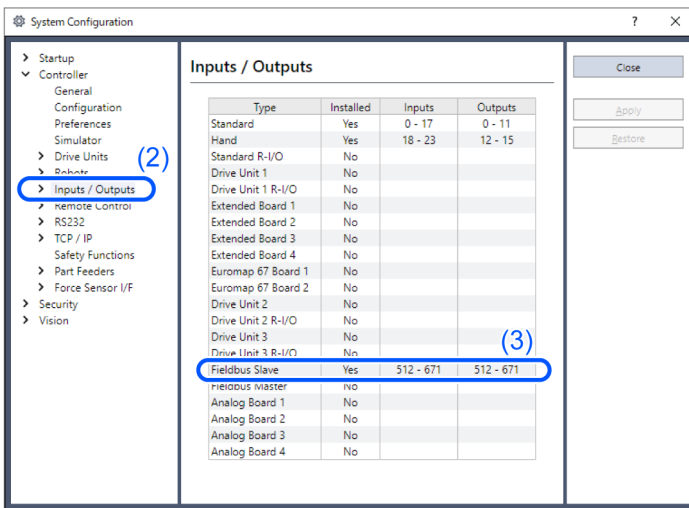 System Configuration
? ×
Startup
Controller
General
Configuration
Preferences
Simulator
Drive Units
(2)
Robots
Inputs / Outputs
Remote Control
RS232
TCP / IP
Safety Functions
Part Feeders
Force Sensor I/F
Security
Vision
Inputs / Outputs
Type Installed Inputs Outputs
Standard Yes 0 - 17 0 - 11
Hand Yes 18 - 23 12 - 15
Standard R-I/O No
Drive Unit 1 No
Drive Unit 1 R-I/O No
Extended Board 1 No
Extended Board 2 No
Extended Board 3 No
Extended Board 4 No
Euromap 67 Board 1 No
Euromap 67 Board 2 No
Drive Unit 2 No
Drive Unit 2 R-I/O No
Drive Unit 3 No
(3)
Drive Unit 3 R-I/O No
Fieldbus Slave Yes 512 - 671 512 - 671
Fieldbus Master No
Analog Board 1 No
Analog Board 2 No
Analog Board 3 No
Analog Board 4 No
Close
Apply
Restore